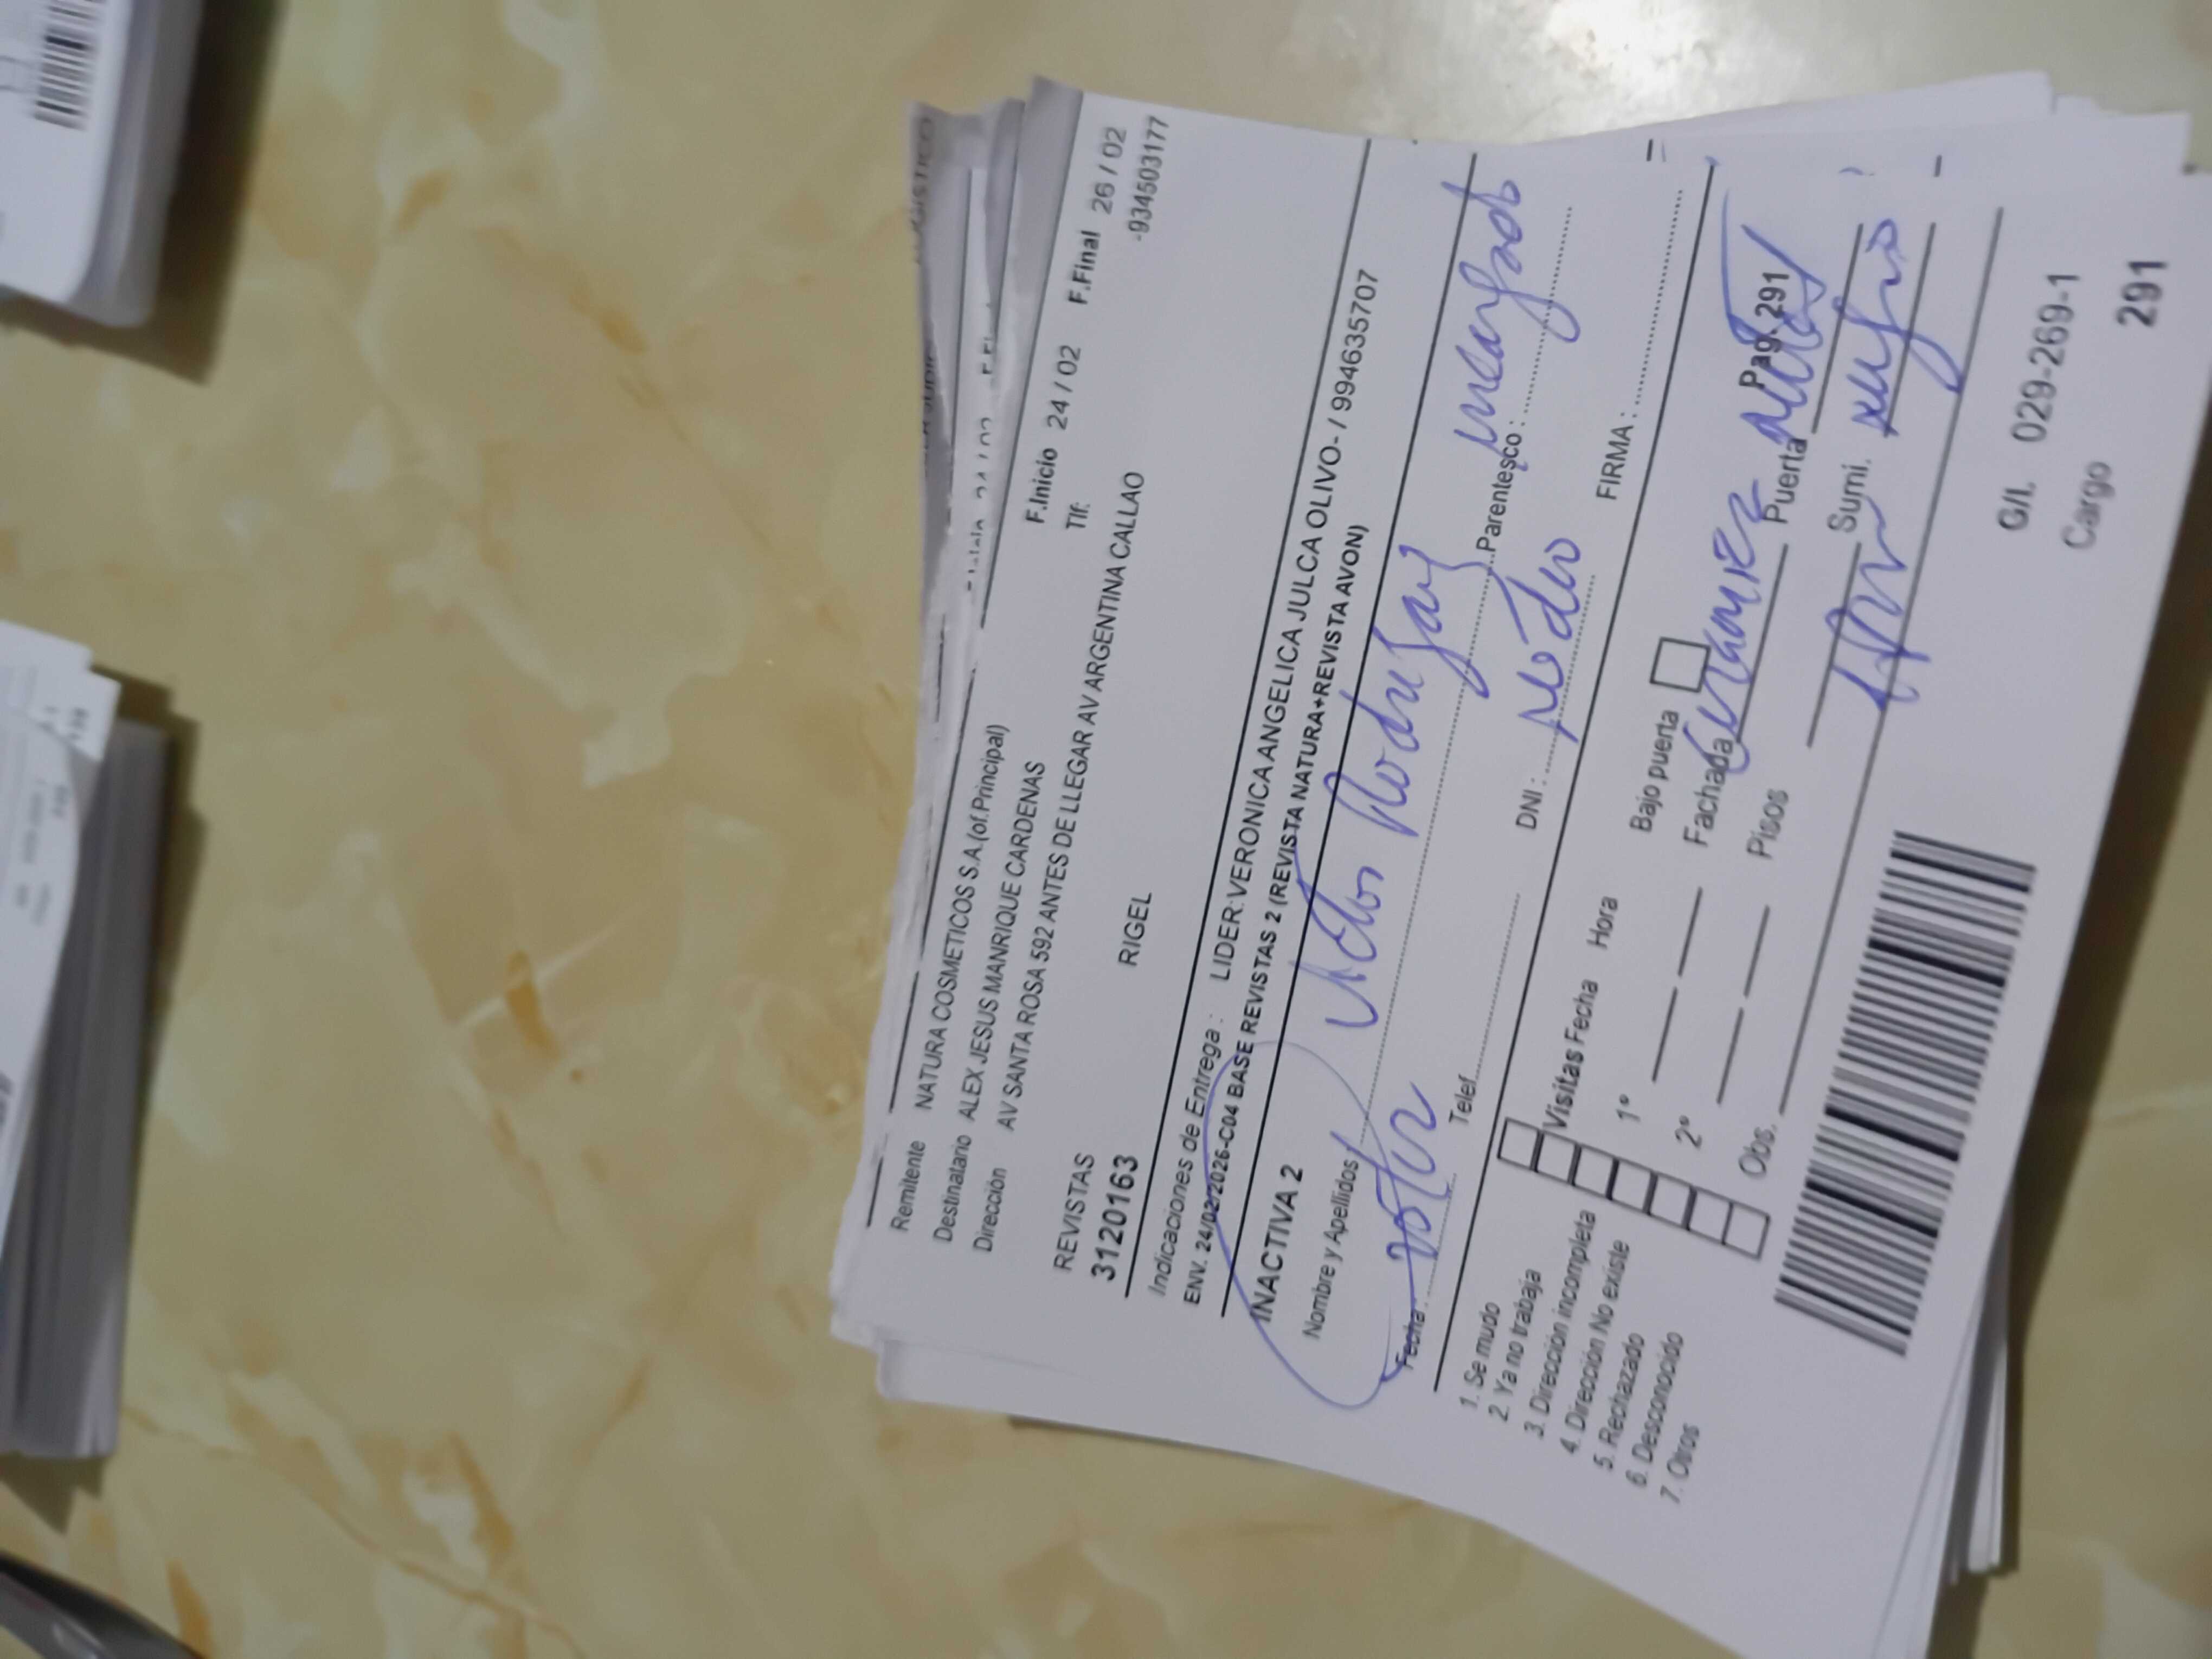 Remitente NATURA COSMETICOS S.A.(of.Principal)
Destinatario ALEX JESUS MANRIQUE CARDENAS
Dirección AV SANTA ROSA 592 ANTES DE LLEGAR AV ARGENTINA CALLAO
F.Inicio 24 / 02 F.Final 26 / 02
Tlf: -934503177
REVISTAS RIGEL
3120163
Indicaciones de Entrega : LIDER: VERONICA ANGELICA JULCA OLIVO- / 994635707
ENV. 24/02/2026-C04 BASE REVISTAS 2 (REVISTA NATURA+REVISTA AVON)
INACTIVA 2
Nombre y Apellidos Parentesco :
Fecha Telef DNI : FIRMA :
1. Se mudo
2. Ya no trabaja
3. Dirección incompleta
4. Dirección No existe
5. Rechazado
6. Desconocido
7. Otros
Visitas Fecha Hora
1º
2º
Obs.
Bajo puerta
Fachada Puerta
Pisos Sumi.
Pag. 291
G/L 029-269-1
Cargo 291